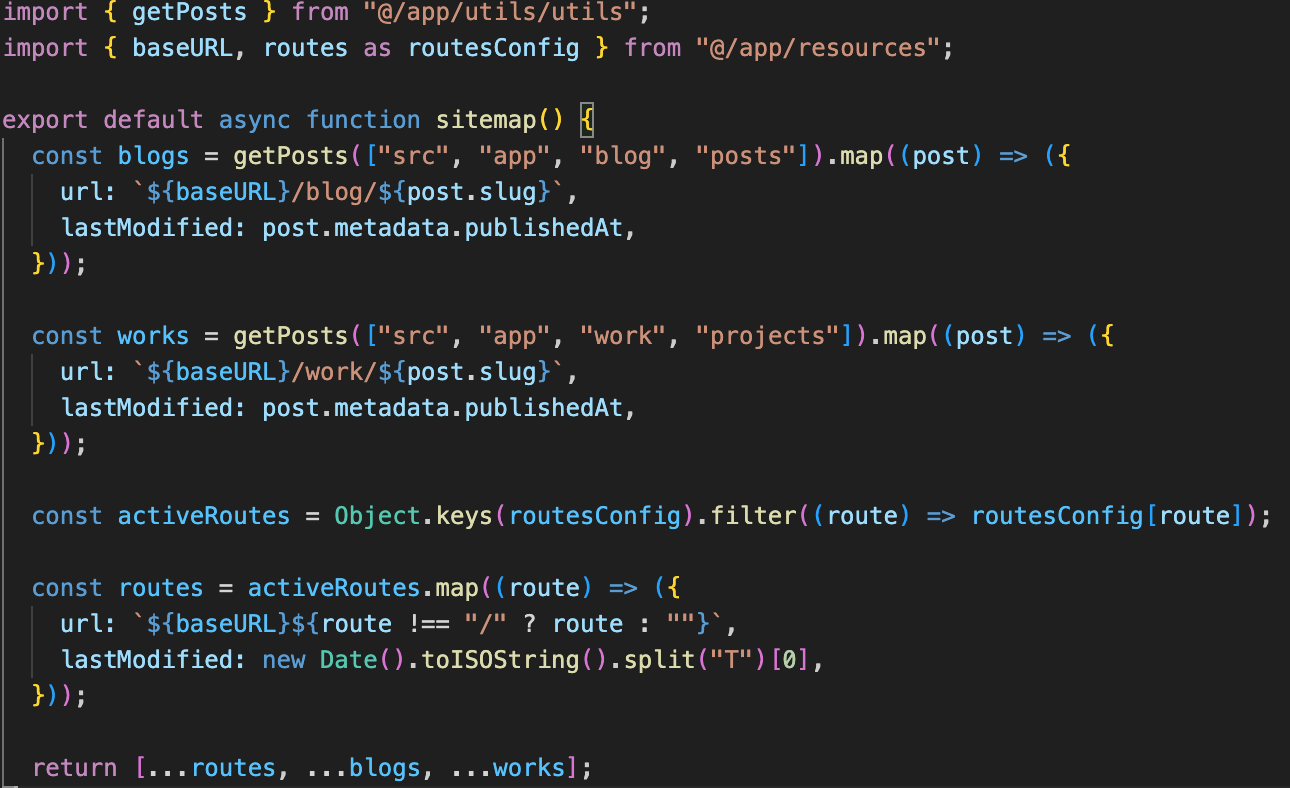 import { getPosts } from "@/app/utils/utils";
import { baseURL, routes as routesConfig } from "@/app/resources";

export default async function sitemap() {
  const blogs = getPosts(["src", "app", "blog", "posts"]).map((post) => ({
    url: `${baseURL}/blog/${post.slug}`,
    lastModified: post.metadata.publishedAt,
  }));

  const works = getPosts(["src", "app", "work", "projects"]).map((post) => ({
    url: `${baseURL}/work/${post.slug}`,
    lastModified: post.metadata.publishedAt,
  }));

  const activeRoutes = Object.keys(routesConfig).filter((route) => routesConfig[route]);

  const routes = activeRoutes.map((route) => ({
    url: `${baseURL}${route !== "/" ? route : ""}`,
    lastModified: new Date().toISOString().split("T")[0],
  }));

  return [...routes, ...blogs, ...works];